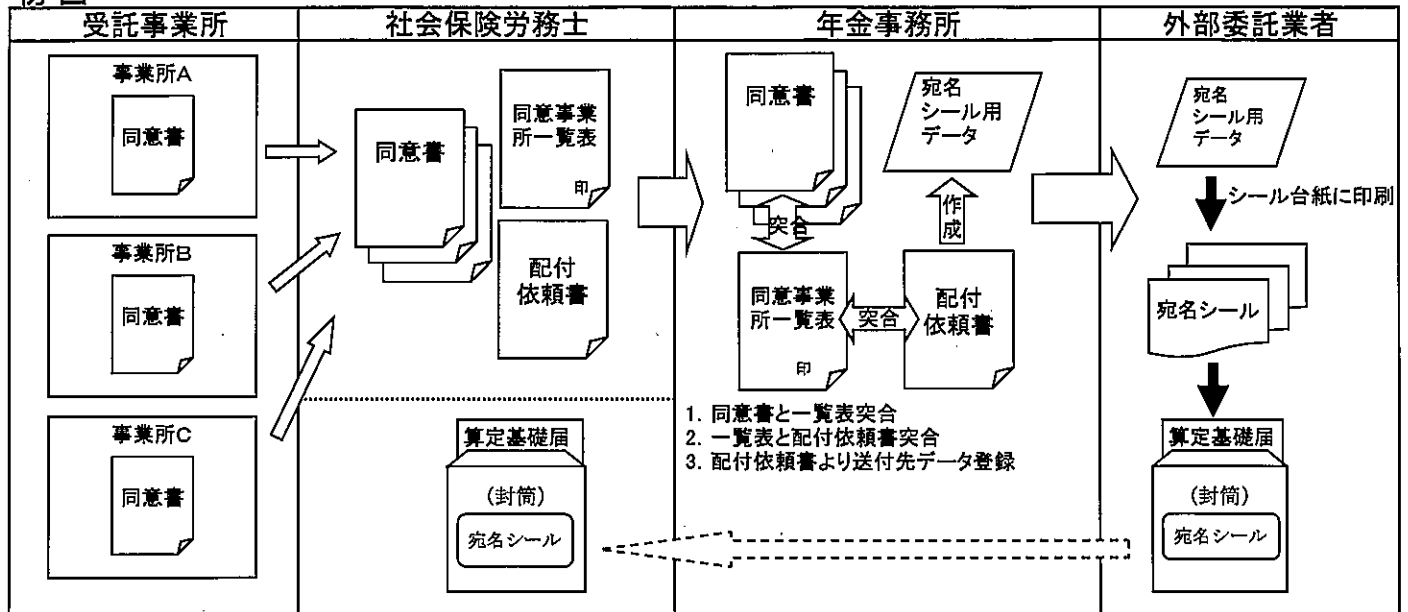 受託事業所
社会保険労務士
年金事務所
外部委託業者
事業所A
同意書
事業所B
同意書
事業所C
同意書
同意書
同意事業
所一覧表
印
配付
依頼書
算定基礎届
(封筒)
宛名シール
同意書
突合
同意事業
所一覧表
印
突合
配付
依頼書
作
成
宛名
シール用
データ
1. 同意書と一覧表突合
2. 一覧表と配付依頼書突合
3. 配付依頼書より送付先データ登録
宛名
シール用
データ
シール台紙に印刷
宛名シール
算定基礎届
(封筒)
宛名シール